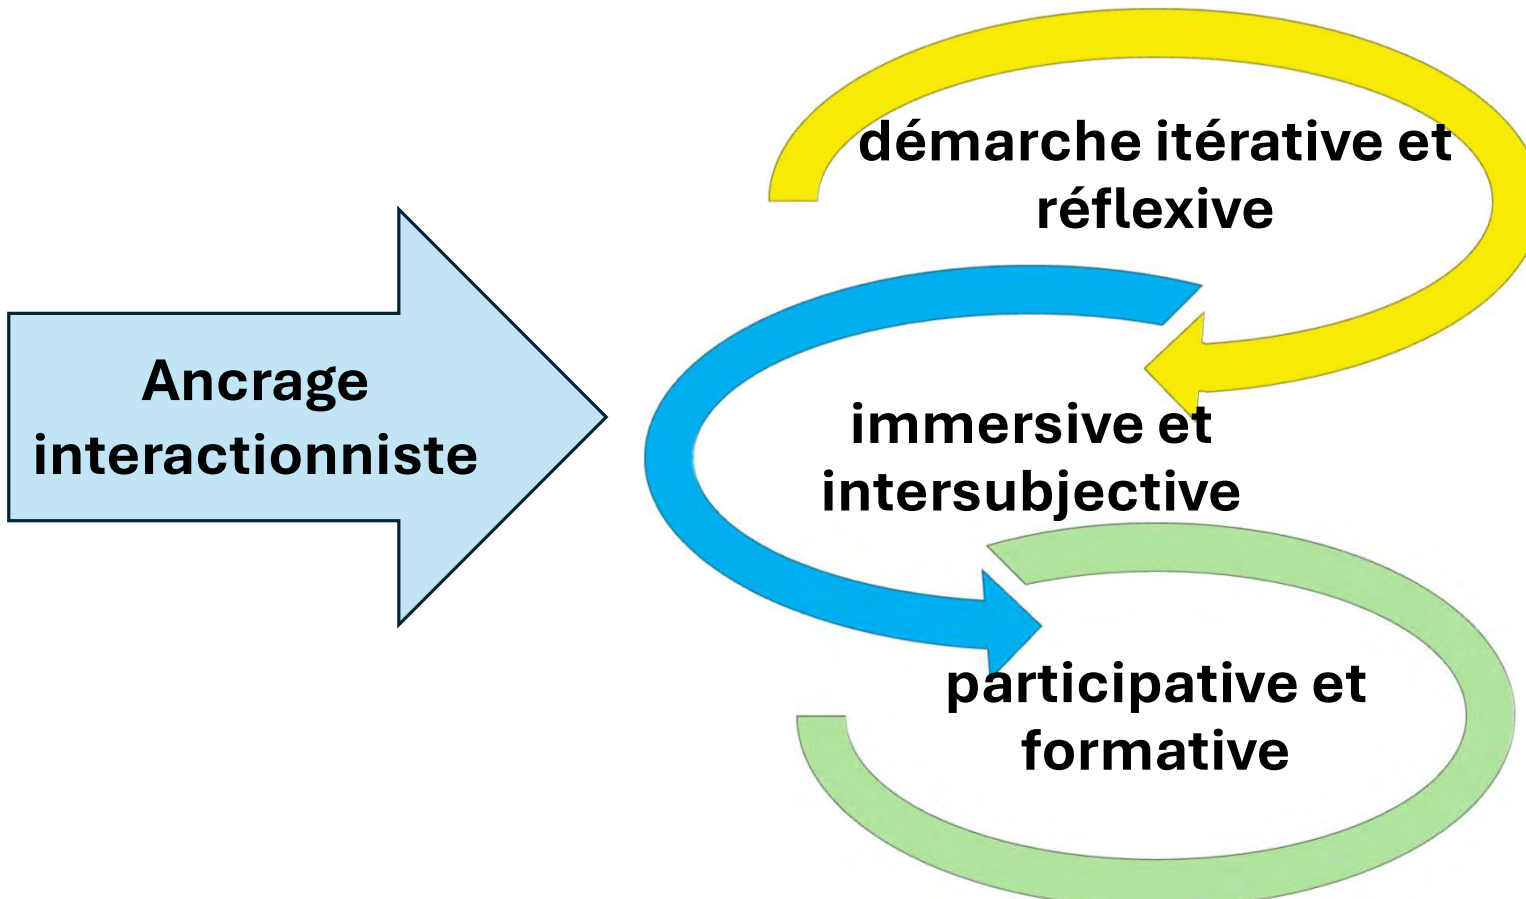 Ancrage
interactionniste
démarche itérative et
réflexive
immersive et
intersubjective
participative et
formative